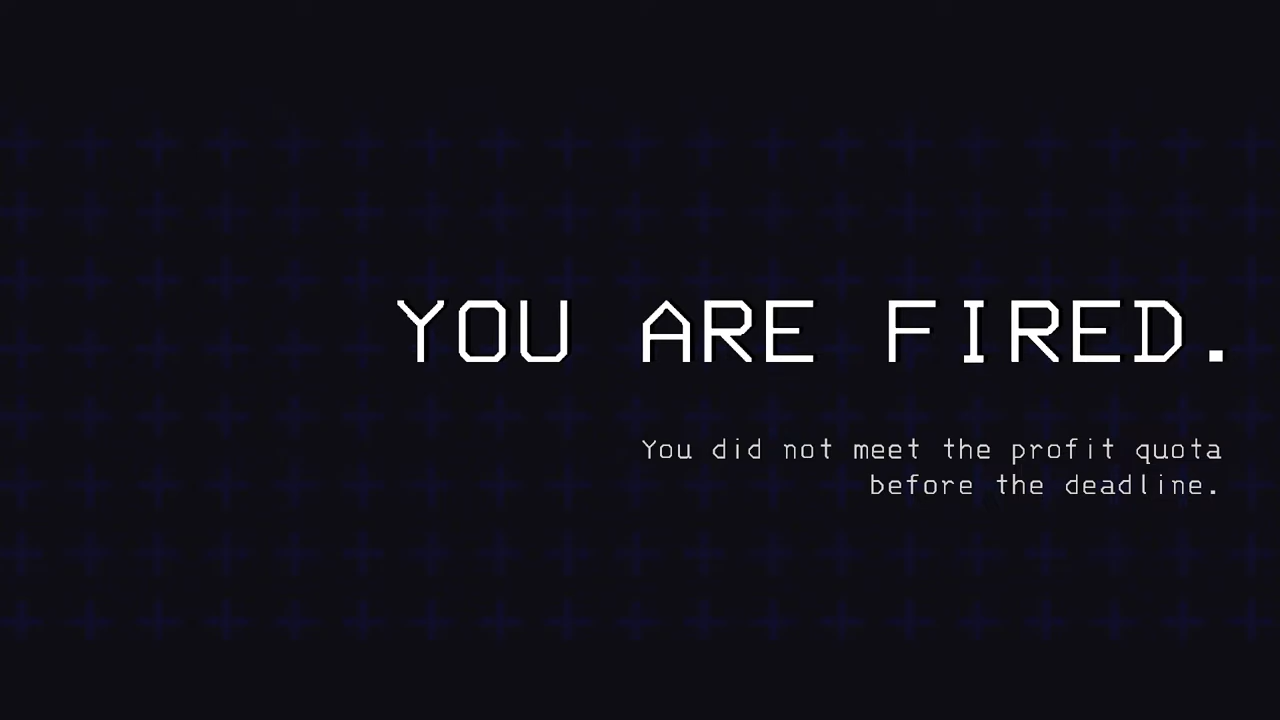 YOU ARE FIRED.
You did not meet the profit quota
before the deadline.